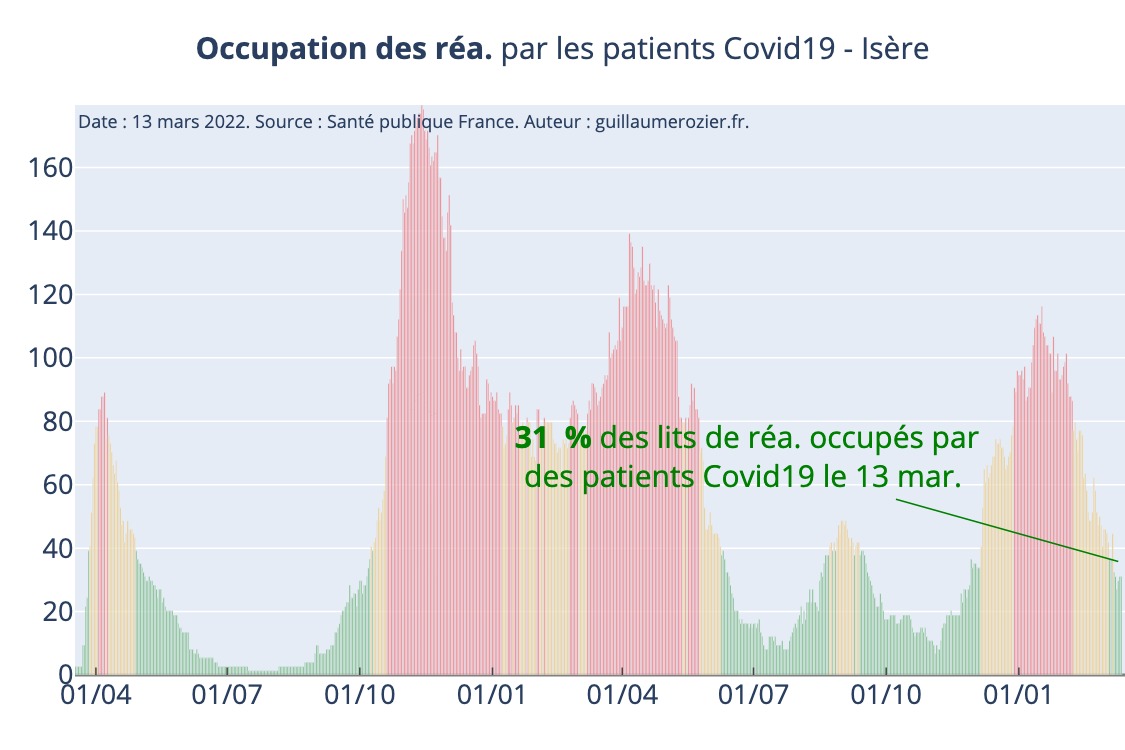 Occupation des réa. par les patients Covid19 - Isère
Date : 13 mars 2022. Source : Santé publique France. Auteur : guillaumerozier.fr.
160
140
120
100
80
31 % des lits de réa. occupés par
des patients Covid19 le 13 mar.
60
40
20
0
01/04 01/07 01/10 01/01 01/04 01/07 01/10 01/01